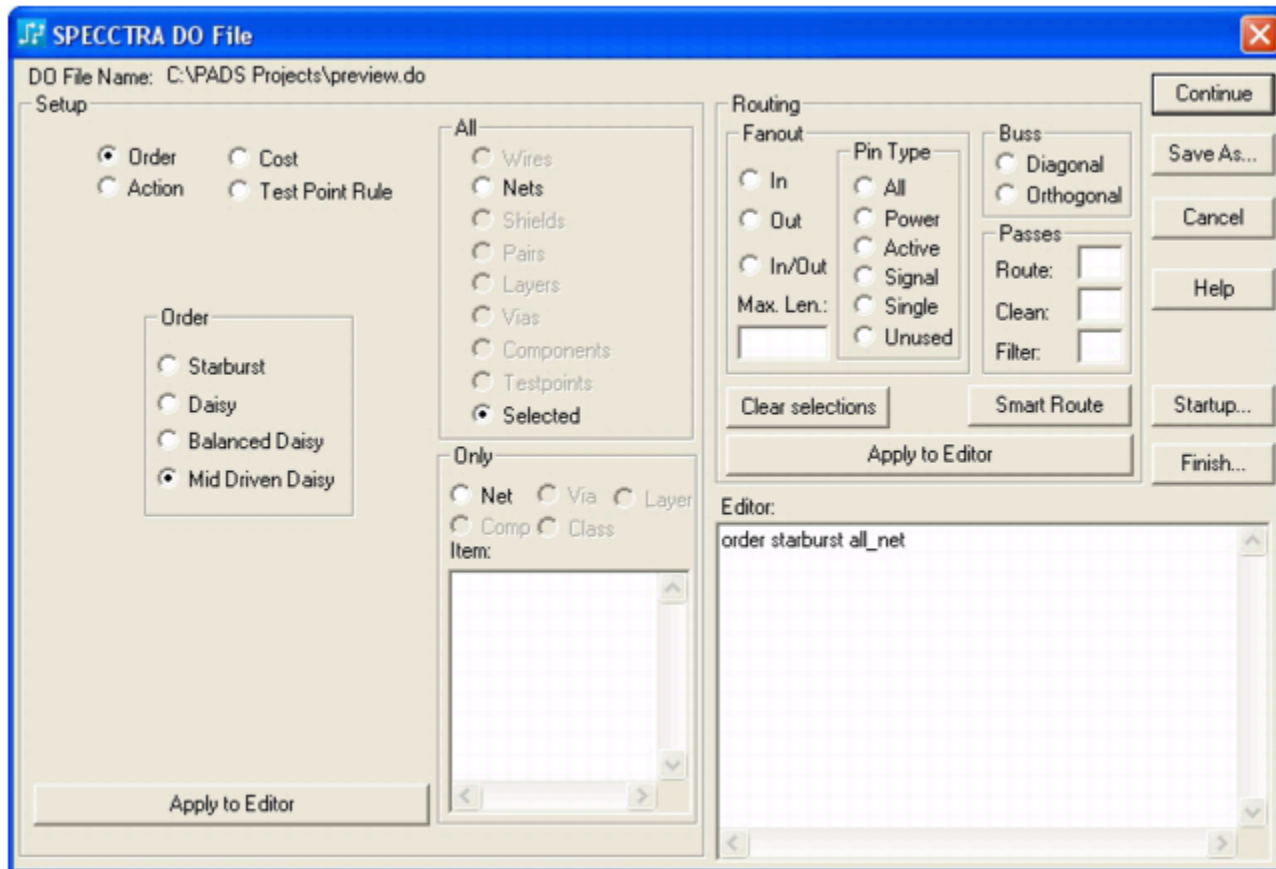 SPECCTRA DO File
DO File Name: C:\PADS Projects\preview.do
Setup
Order
Cost
Action
Test Point Rule
Order
Starburst
Daisy
Balanced Daisy
Mid Driven Daisy
Apply to Editor
All
Wires
Nets
Shields
Pairs
Layers
Vias
Components
Testpoints
Selected
Only
Net Via Layer
Comp Class
Item:
Routing
Fanout
In
Out
In/Out
Max. Len.:
Pin Type
All
Power
Active
Signal
Single
Unused
Buss
Diagonal
Orthogonal
Passes
Route:
Clean:
Filter:
Clear selections
Smart Route
Apply to Editor
Editor:
order starburst all_net
Continue
Save As...
Cancel
Help
Startup...
Finish...